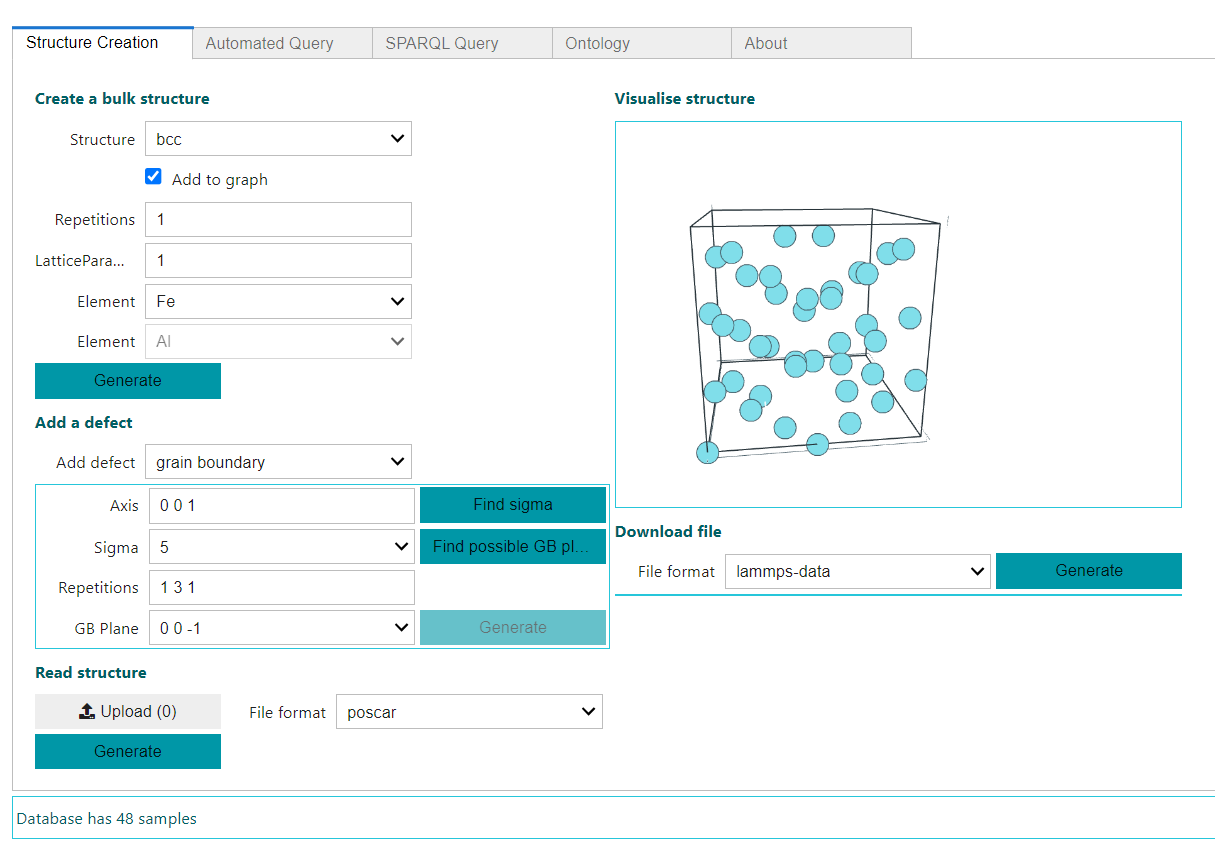 Structure Creation
Automated Query
SPARQL Query
Ontology
About
Create a bulk structure
Structure bcc
Add to graph
Repetitions 1
LatticePara... 1
Element Fe
Element Al
Generate
Add a defect
Add defect grain boundary
Axis 0 0 1 Find sigma
Sigma 5 Find possible GB pl...
Repetitions 1 3 1
GB Plane 0 0 -1 Generate
Read structure
Upload (0) File format poscar
Generate
Visualise structure
Download file
File format lammps-data Generate
Database has 48 samples